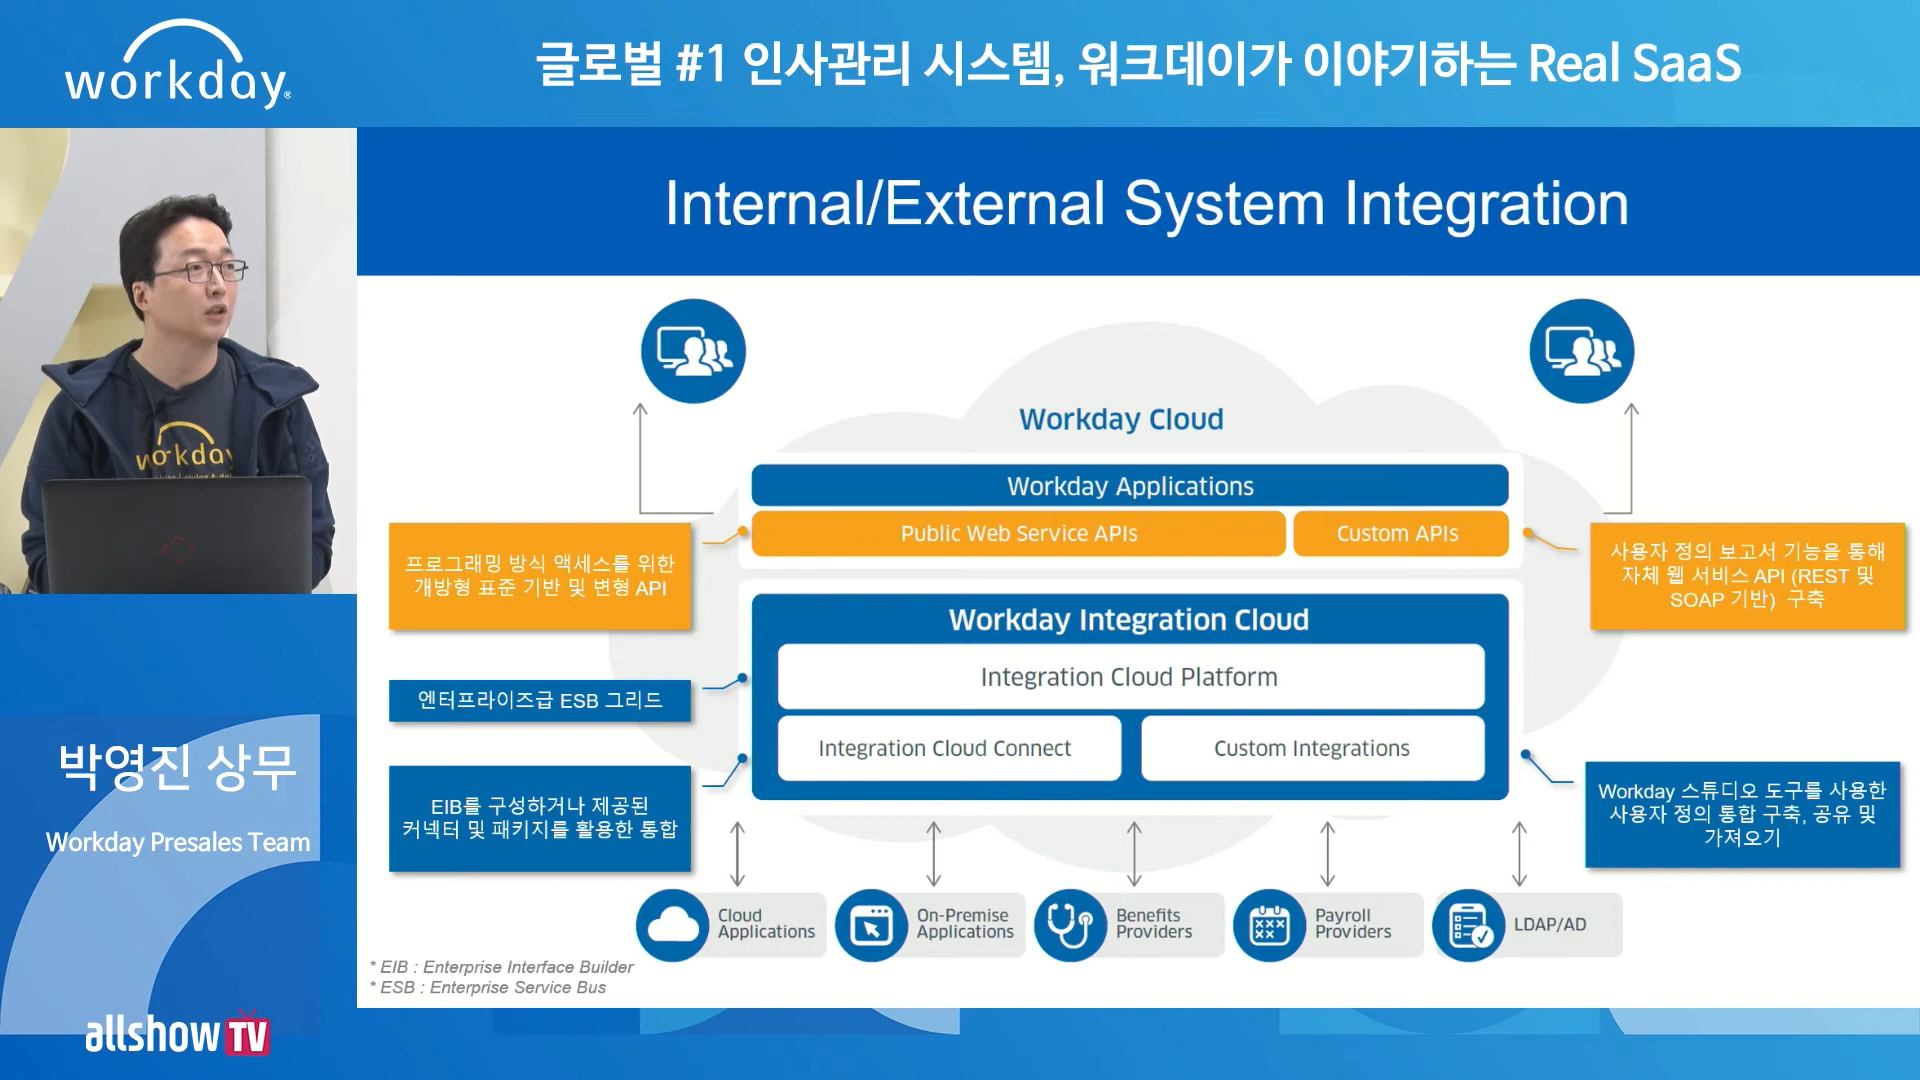 workday®
글로벌 #1 인사관리 시스템, 워크데이가 이야기하는 Real SaaS
Internal/External System Integration
workday
Workday Cloud
Workday Applications
Public Web Service APIs
Custom APIs
프로그래밍 방식 액세스를 위한
개방형 표준 기반 및 변형 API
사용자 정의 보고서 기능을 통해
자체 웹 서비스 API (REST 및
SOAP 기반) 구축
Workday Integration Cloud
Integration Cloud Platform
Integration Cloud Connect
Custom Integrations
엔터프라이즈급 ESB 그리드
EIB를 구성하거나 제공된
커넥터 및 패키지를 활용한 통합
Workday 스튜디오 도구를 사용한
사용자 정의 통합 구축, 공유 및
가져오기
Cloud
Applications
On-Premise
Applications
Benefits
Providers
Payroll
Providers
LDAP/AD
* EIB : Enterprise Interface Builder
* ESB : Enterprise Service Bus
박영진 상무
Workday Presales Team
allshow TV